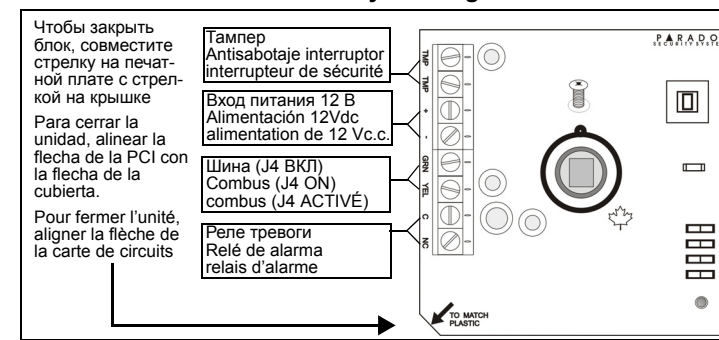 Чтобы закрыть
блок, совместите
стрелку на печат-
ной плате с стрел-
кой на крышке
Para cerrar la
unidad, alinear la
flecha de la PCI con
la flecha de la
cubierta.
Pour fermer l'unité,
aligner la flèche de
la carte de circuits
Тампер
Antisabotaje interruptor
interrupteur de sécurité
Вход питания 12 В
Alimentación 12Vdc
alimentation de 12 Vc.c.
Шина (J4 ВКЛ)
Combus (J4 ON)
combus (J4 ACTIVÉ)
Реле тревоги
Relé de alarma
relais d'alarme
TMP
TMP
+
-
GRN
YEL
C
NC
PARADO
SECURITY SYSTE
TO MATCH
PLASTIC